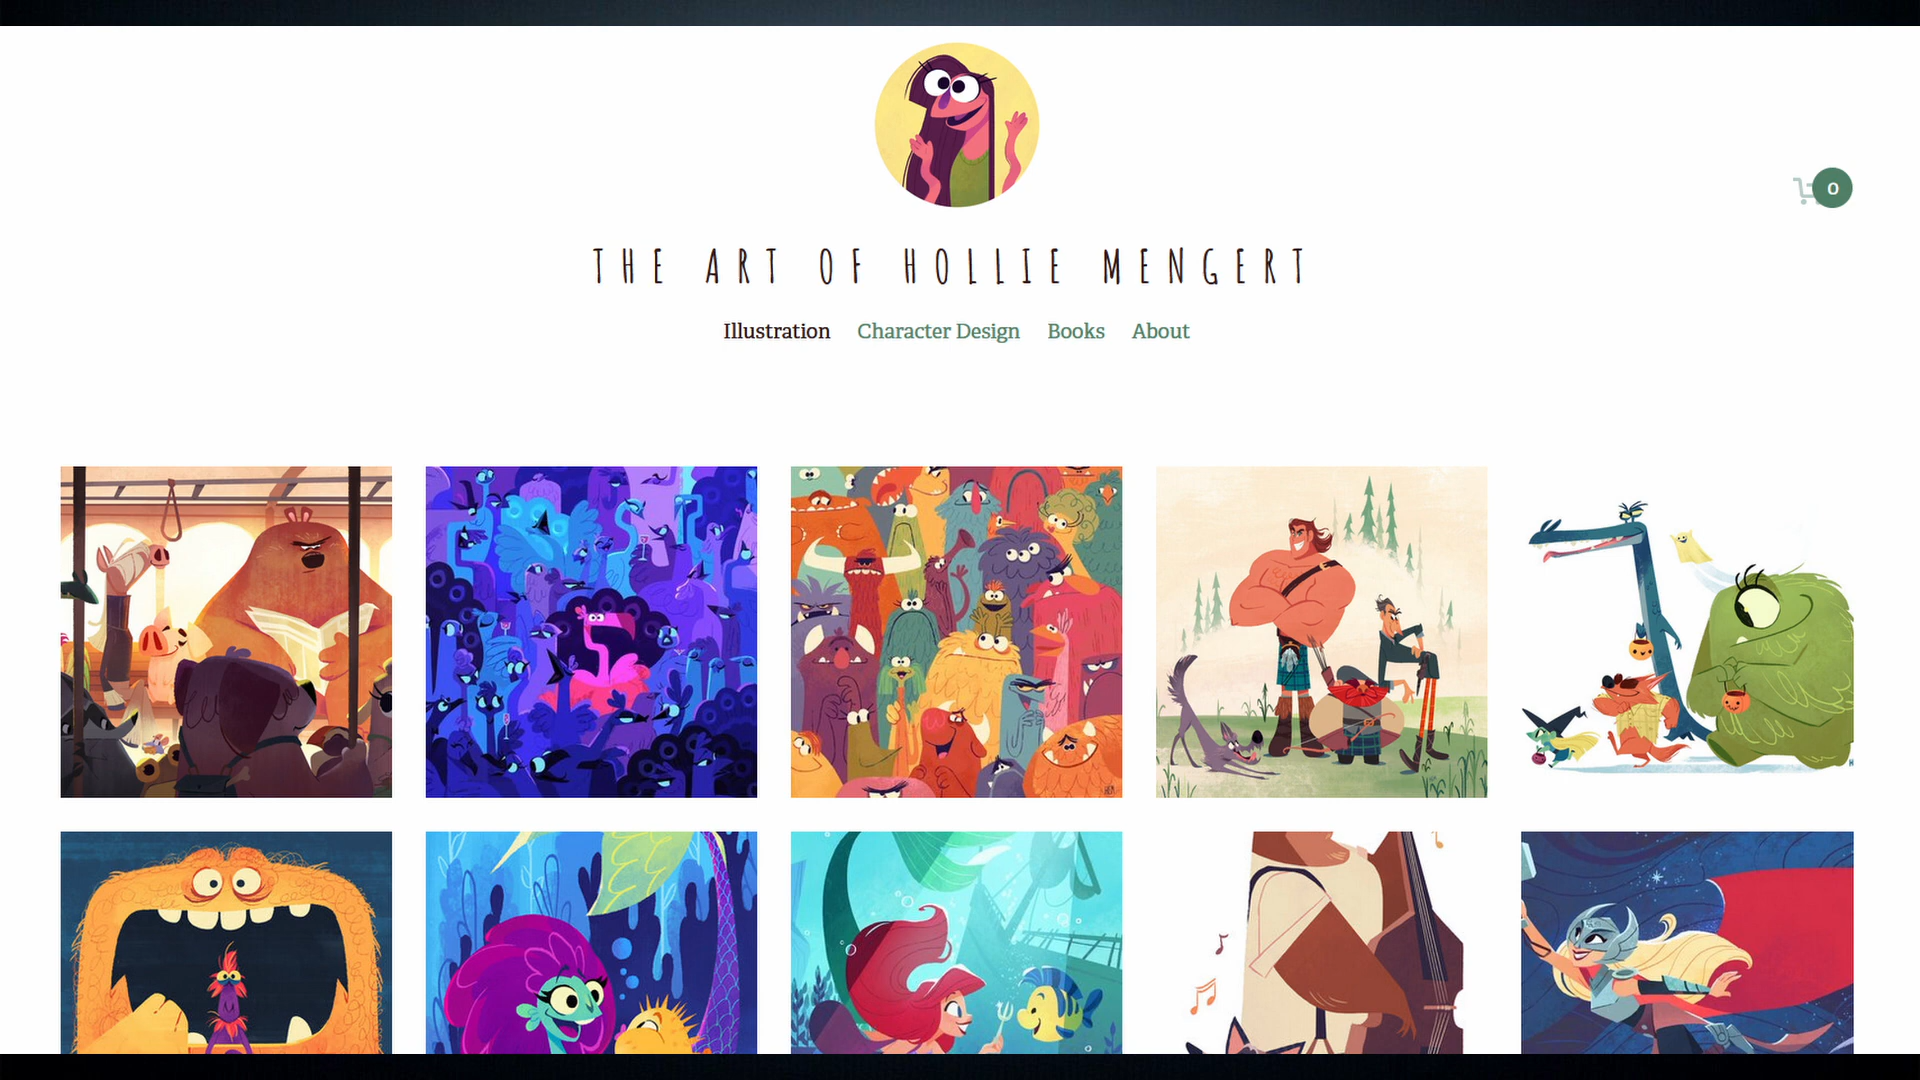 0
THE ART OF HOLLIE MENGERT
Illustration Character Design Books About